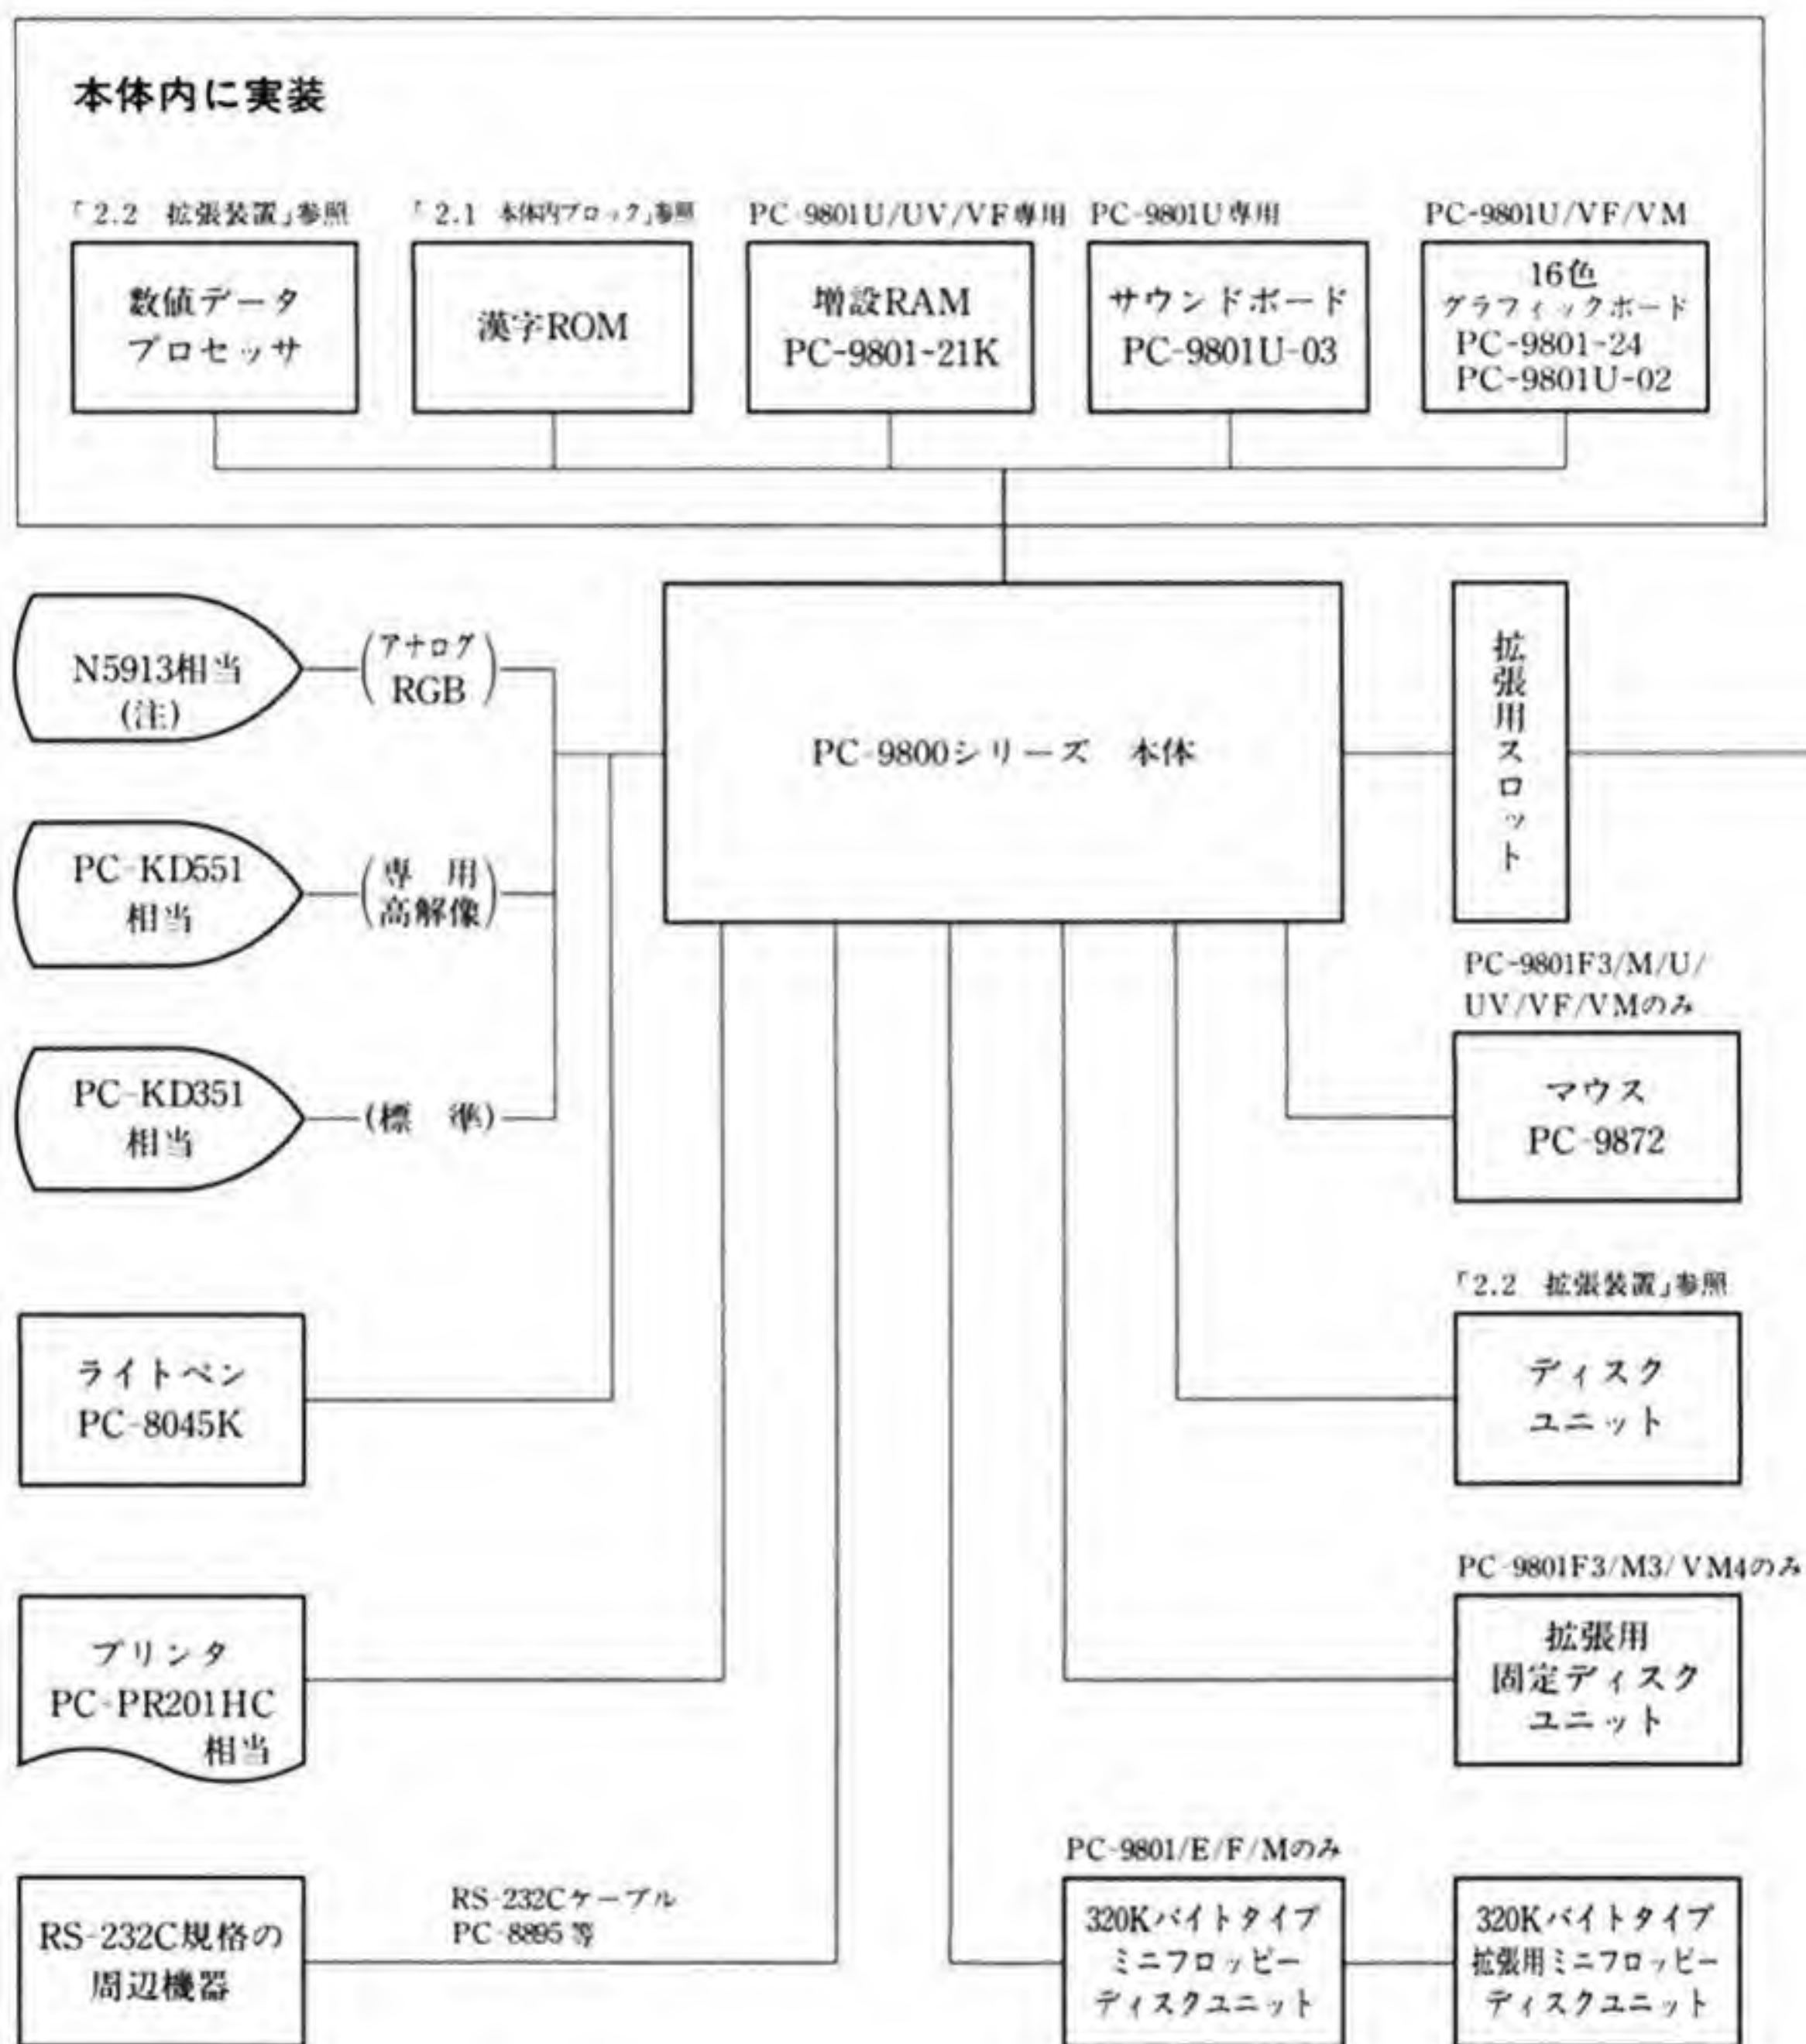 本体内に実装
「2.2 拡張装置」参照
数値データ
プロセッサ
「2.1 本体内ブロック」参照
漢字ROM
PC-9801U/UV/VF専用
増設RAM
PC-9801-21K
PC-9801U専用
サウンドボード
PC-9801U-03
PC-9801U/VF/VM
16色
グラフィックボード
PC-9801-24
PC-9801U-02
N5913相当
(注)
(アナログ
RGB)
PC-9800シリーズ 本体
拡張用スロット
PC-KD551
相当
(専 用
高解像)
PC-KD351
相当
(標 準)
PC-9801F3/M/U/
UV/VF/VMのみ
マウス
PC-9872
ライトペン
PC-8045K
「2.2 拡張装置」参照
ディスク
ユニット
プリンタ
PC-PR201HC
相当
PC-9801F3/M3/VM4のみ
拡張用
固定ディスク
ユニット
RS-232C規格の
周辺機器
RS-232Cケーブル
PC-8895等
PC-9801/E/F/Mのみ
320Kバイトタイプ
ミニフロッピー
ディスクユニット
320Kバイトタイプ
拡張用ミニフロッピー
ディスクユニット